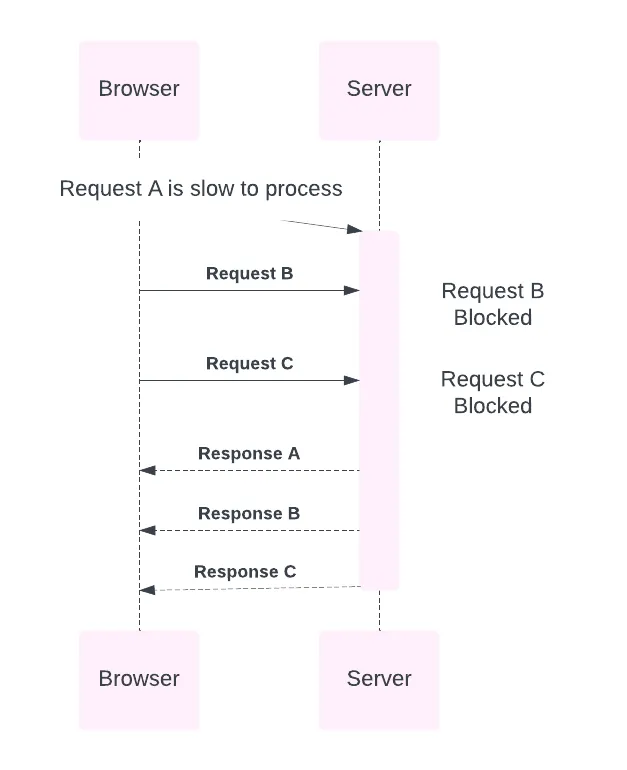 Browser
Server
Request A is slow to process
Request B
Request B
Blocked
Request C
Request C
Blocked
Response A
Response B
Response C
Browser
Server